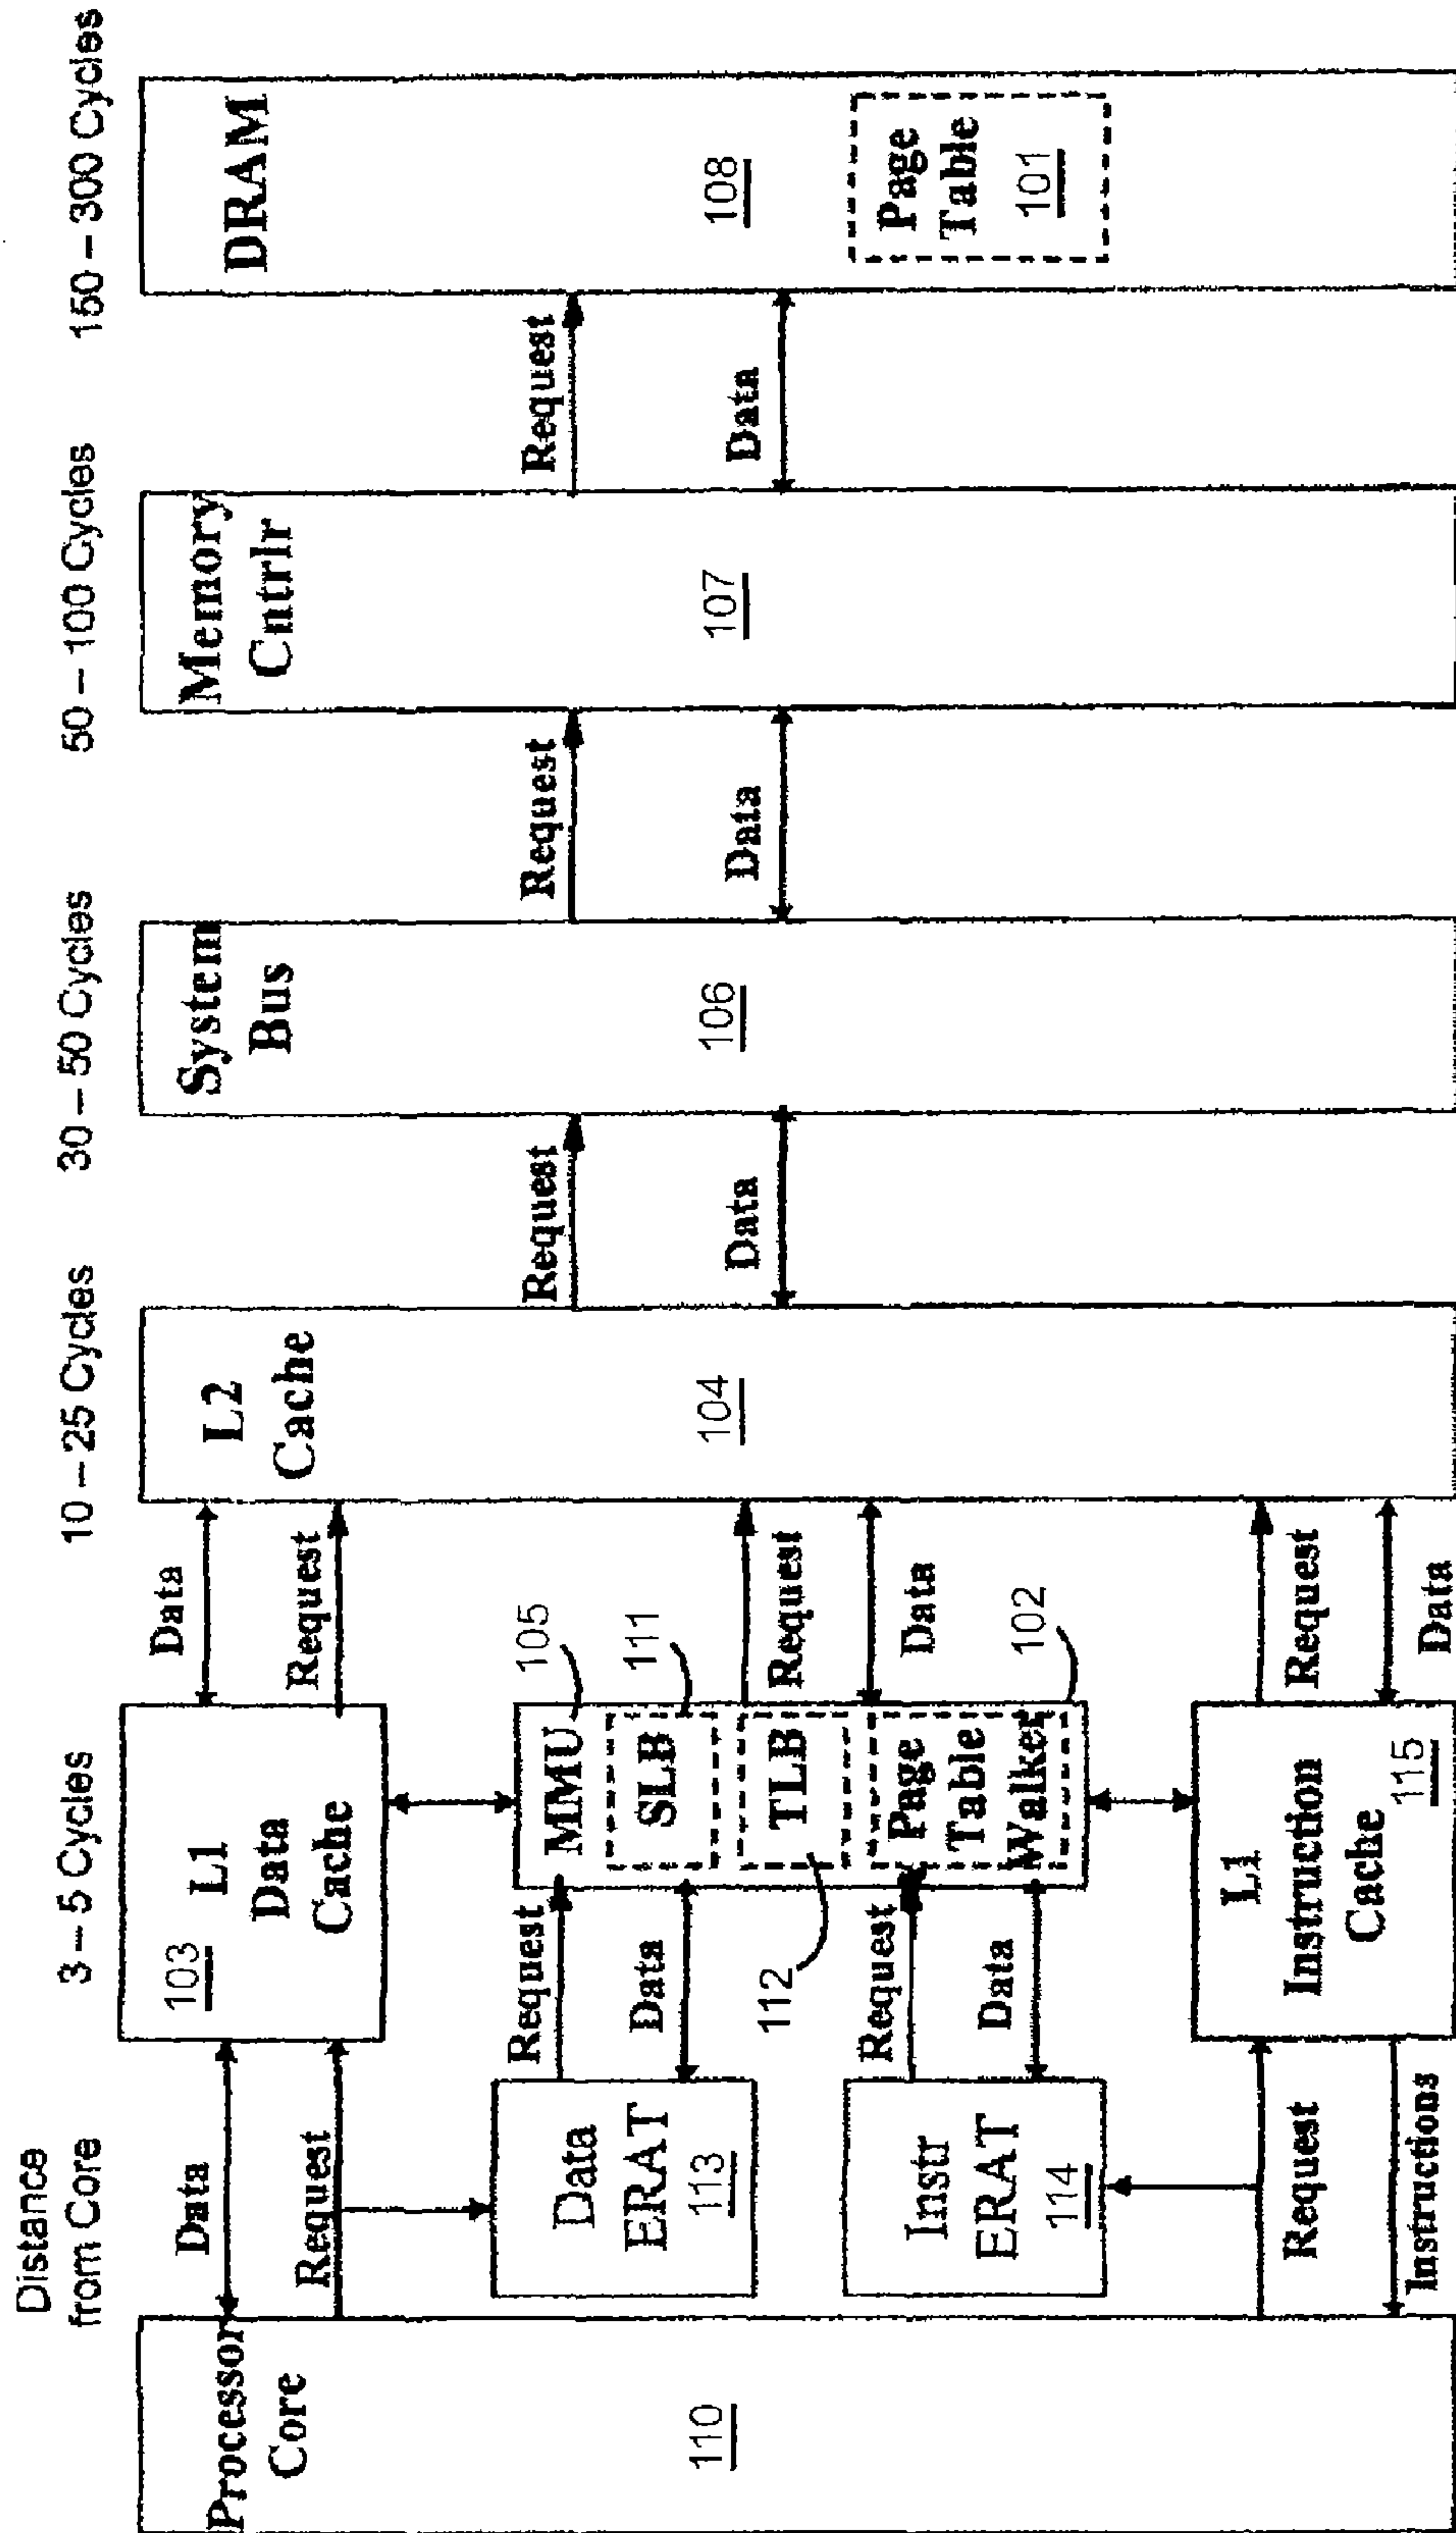 Distance
from Core
3 – 5 Cycles
10 – 25 Cycles
30 – 50 Cycles
50 – 100 Cycles
150 – 300 Cycles
Processor
Core
110
Data
Request
Data
ERAT
113
Instr
ERAT
114
Request
Instructions
103
L1
Data
Cache
Request
Data
112
Request
Data
MMU
SLB
TLB
Page
Table
Walker
105
111
102
L1
Instruction
Cache
115
Data
Request
Request
Data
Request
Data
L2
Cache
104
Request
Data
System
Bus
106
Request
Data
Memory
Cntrlr
107
Request
Data
DRAM
108
Page
Table
101